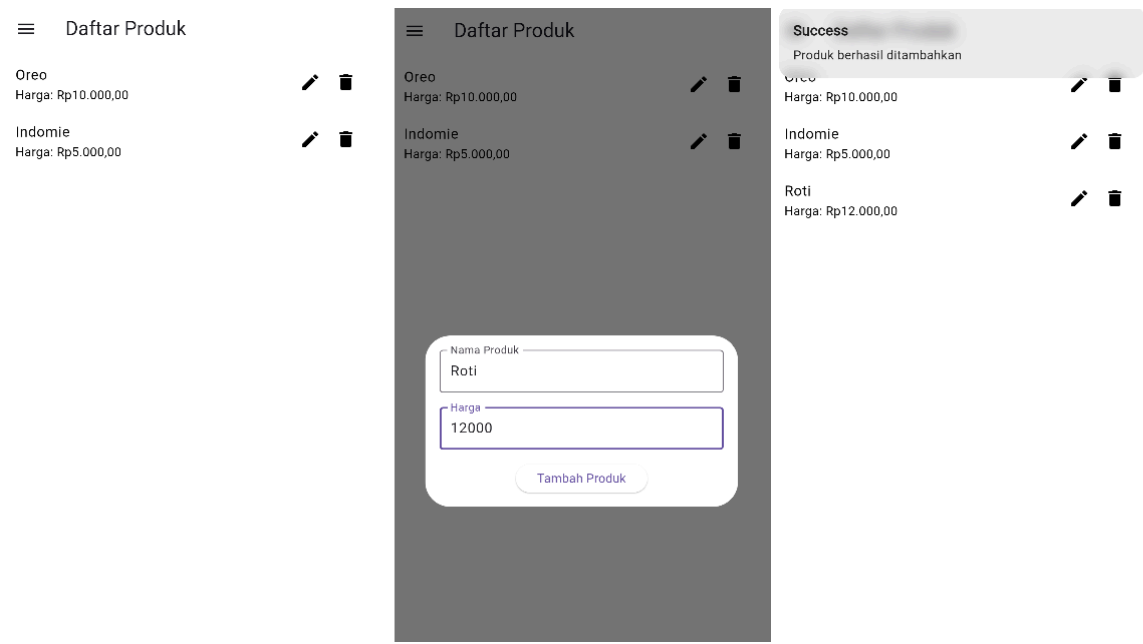 Daftar Produk
Oreo
Harga: Rp10.000,00
Indomie
Harga: Rp5.000,00
Daftar Produk
Oreo
Harga: Rp10.000,00
Indomie
Harga: Rp5.000,00
Nama Produk
Roti
Harga
12000
Tambah Produk
Success
Produk berhasil ditambahkan
Oreo
Harga: Rp10.000,00
Indomie
Harga: Rp5.000,00
Roti
Harga: Rp12.000,00